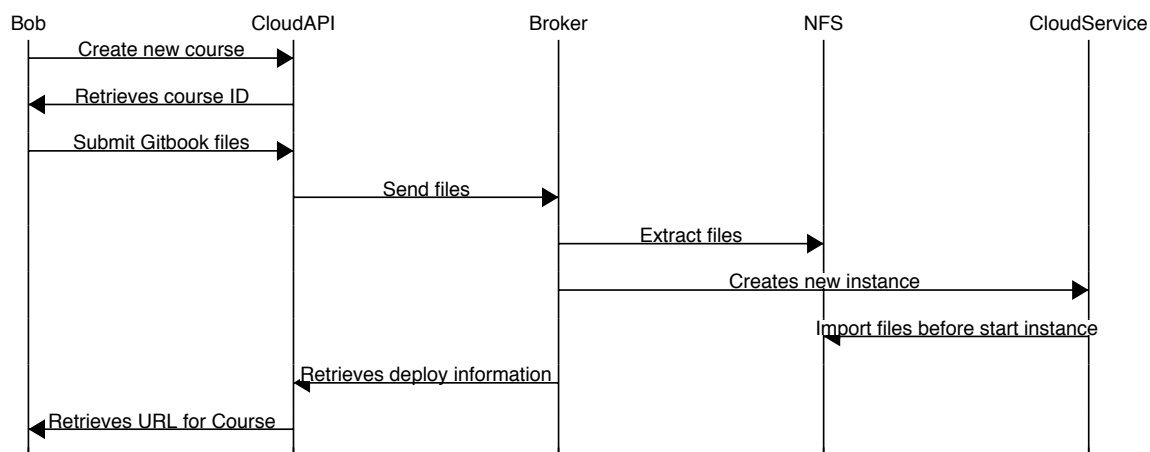 Bob CloudAPI Broker NFS CloudService
Create new course
Retrieves course ID
Submit Gitbook files
Send files
Extract files
Creates new instance
Import files before start instance
Retrieves deploy information
Retrieves URL for Course